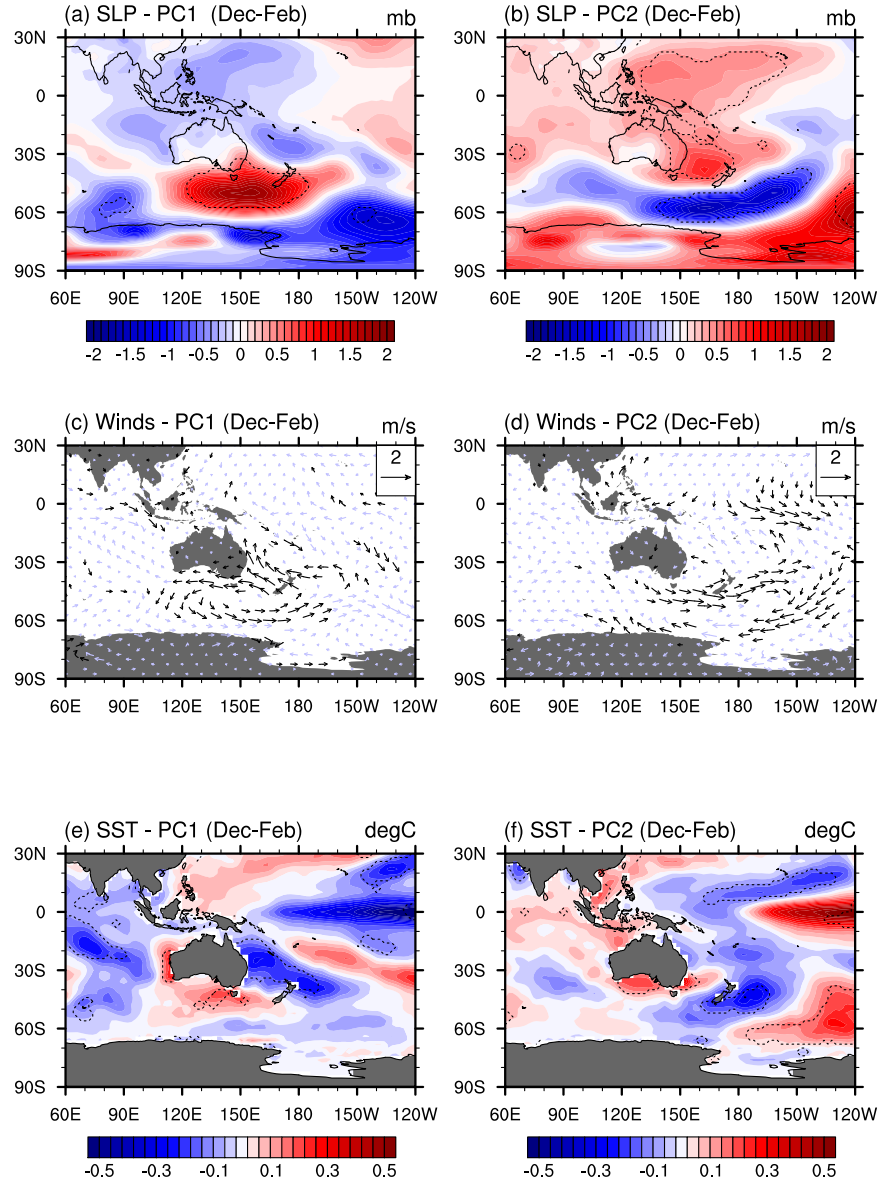 (a) SLP - PC1 (Dec-Feb) mb
30N
0
30S
60S
90S
60E 90E 120E 150E 180 150W 120W
-2 -1.5 -1 -0.5 0 0.5 1 1.5 2
(b) SLP - PC2 (Dec-Feb) mb
30N
0
30S
60S
90S
60E 90E 120E 150E 180 150W 120W
-2 -1.5 -1 -0.5 0 0.5 1 1.5 2
(c) Winds - PC1 (Dec-Feb) m/s
2
30N
0
30S
60S
90S
60E 90E 120E 150E 180 150W 120W
(d) Winds - PC2 (Dec-Feb) m/s
2
30N
0
30S
60S
90S
60E 90E 120E 150E 180 150W 120W
(e) SST - PC1 (Dec-Feb) degC
30N
0
30S
60S
90S
60E 90E 120E 150E 180 150W 120W
-0.5 -0.3 -0.1 0.1 0.3 0.5
(f) SST - PC2 (Dec-Feb) degC
30N
0
30S
60S
90S
60E 90E 120E 150E 180 150W 120W
-0.5 -0.3 -0.1 0.1 0.3 0.5